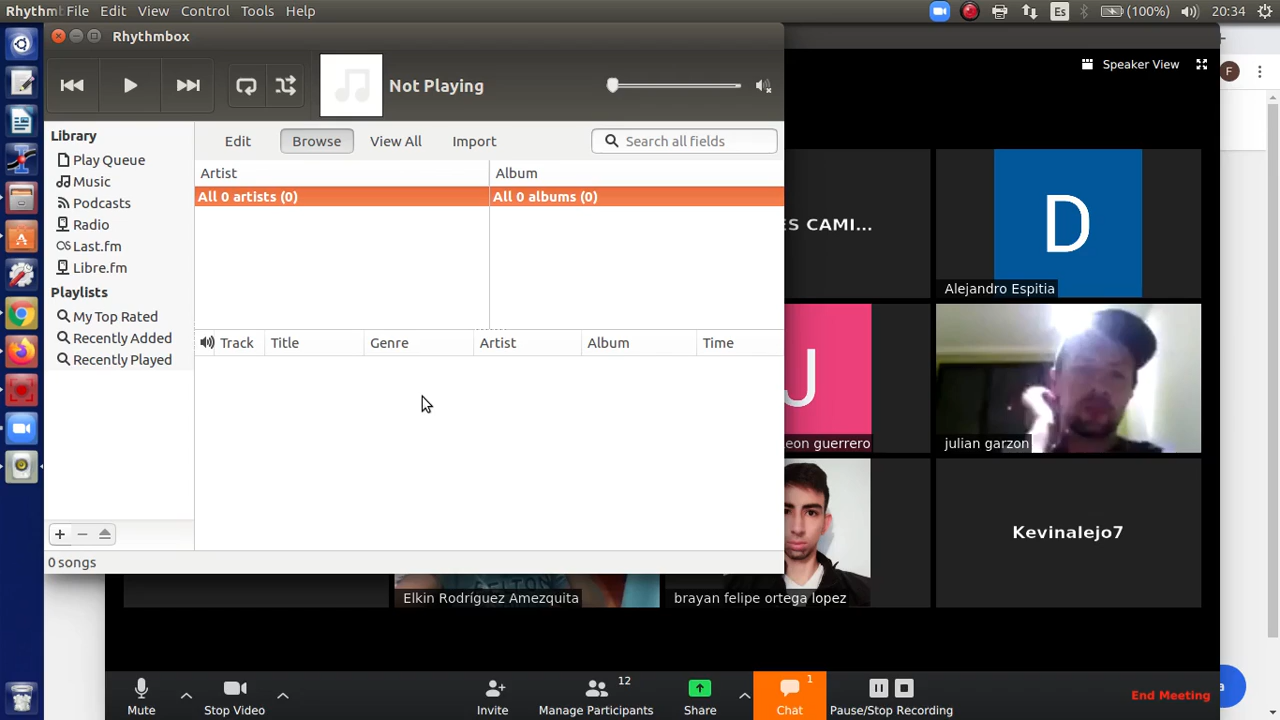 Rhythm File Edit View Control Tools Help
Es (100%) 20:34
Rhythmbox
Speaker View
F
Not Playing
Library
Edit Browse View All Import Search all fields
Play Queue
Artist Album
Music
All 0 artists (0) All 0 albums (0)
Podcasts
Radio
Last.fm
Libre.fm
Playlists
My Top Rated
Recently Added
Track Title Genre Artist Album Time
Recently Played
0 songs
ES CAMI...
D
Alejandro Espitia
J
eon guerrero
julian garzon
Kevinalejo7
Elkin Rodríguez Amezquita
brayan felipe ortega lopez
12
1
Mute Stop Video Invite Manage Participants Share Chat Pause/Stop Recording End Meeting
a